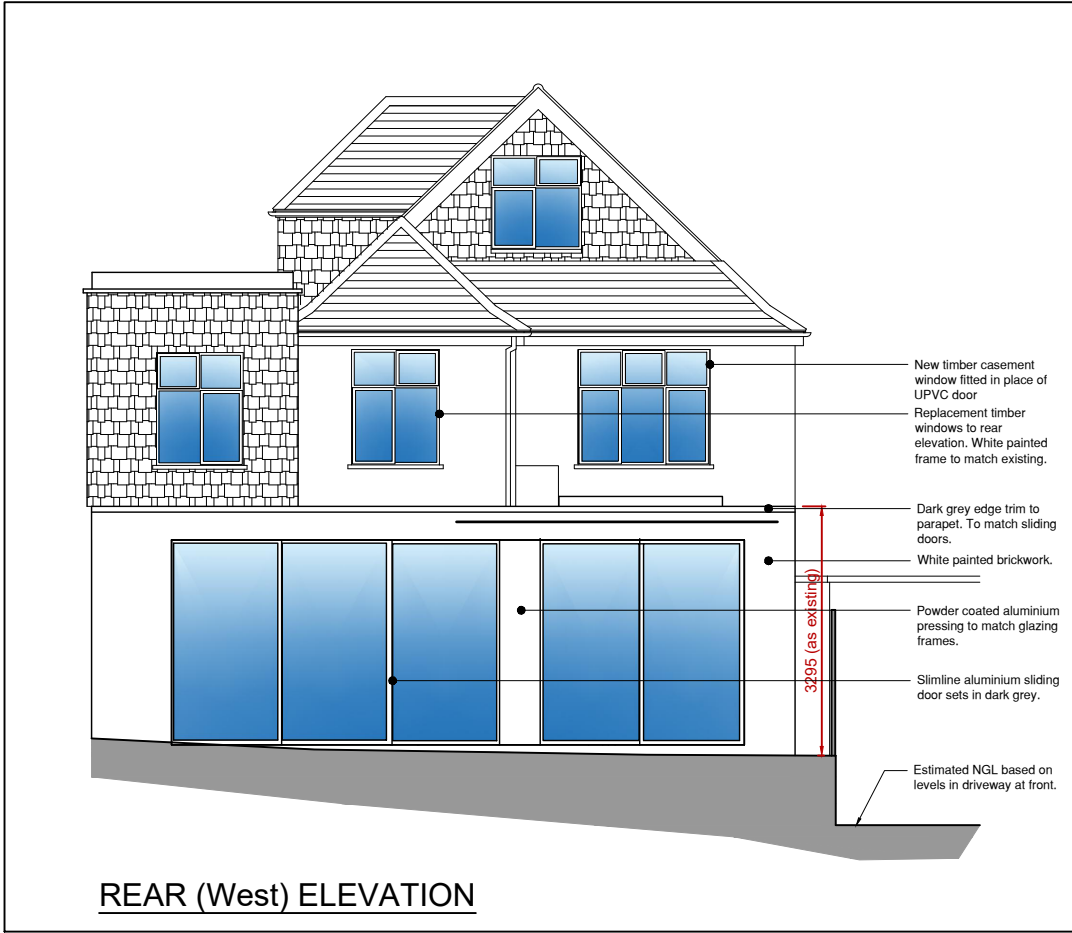 New timber casement
window fitted in place of
UPVC door
Replacement timber
windows to rear
elevation. White painted
frame to match existing.
Dark grey edge trim to
parapet. To match sliding
doors.
White painted brickwork.
3295 (as existing)
Powder coated aluminium
pressing to match glazing
frames.
Slimline aluminium sliding
door sets in dark grey.
Estimated NGL based on
levels in driveway at front.
REAR (West) ELEVATION